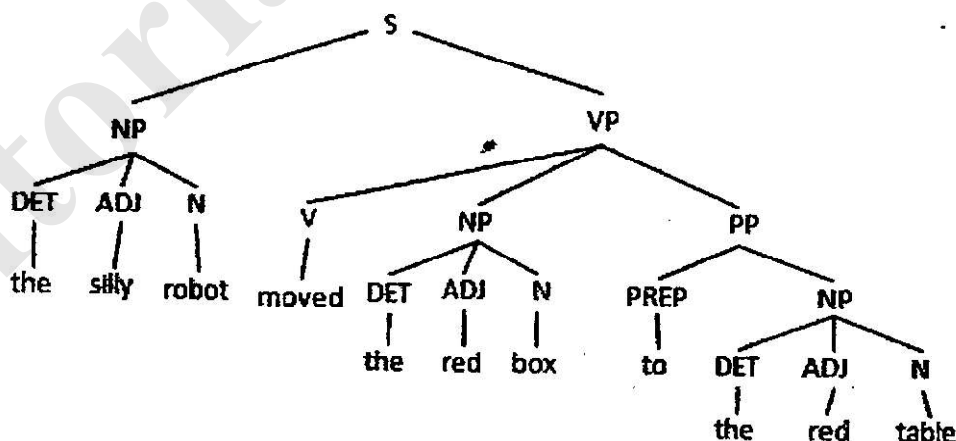 S
NP VP
DET ADJ N V NP PP
the silly robot moved DET ADJ N PREP NP
the red box to DET ADJ N
the red table